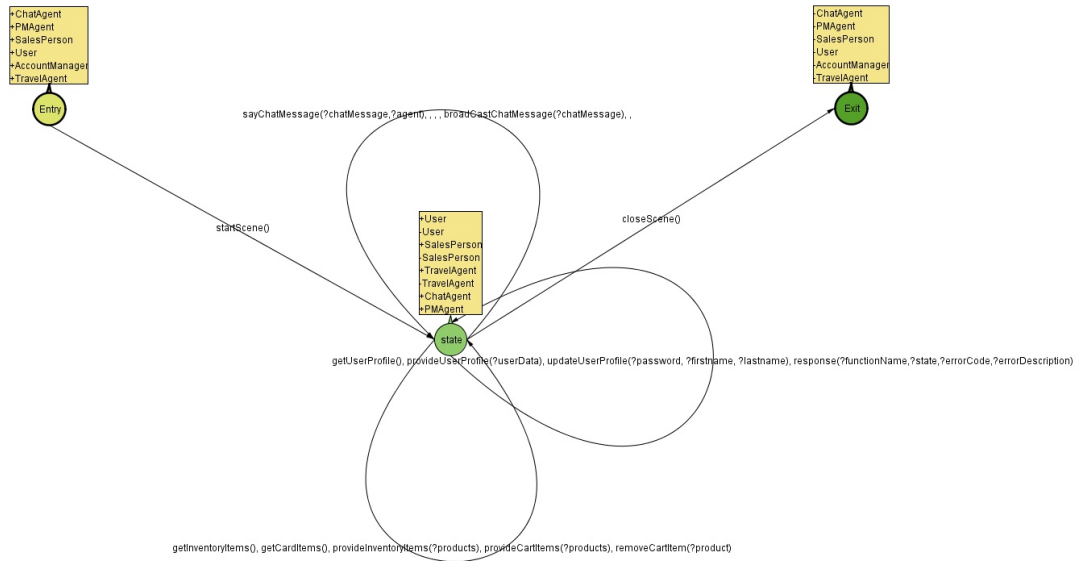 +ChatAgent
+PMAgent
+SalesPerson
+User
+AccountManager
+TravelAgent
Entry
-ChatAgent
-PMAgent
-SalesPerson
-User
-AccountManager
-TravelAgent
Exit
sayChatMessage(?chatMessage,?agent), , , , broadCastChatMessage(?chatMessage), ,
startScene()
closeScene()
+User
-User
+SalesPerson
-SalesPerson
+TravelAgent
-TravelAgent
+ChatAgent
+PMAgent
state
getUserProfile(), provideUserProfile(?userData), updateUserProfile(?password, ?firstname, ?lastname), response(?functionName,?state,?errorCode,?errorDescription)
getInventoryItems(), getCardItems(), provideInventoryItems(?products), provideCartItems(?products), removeCartItem(?product)